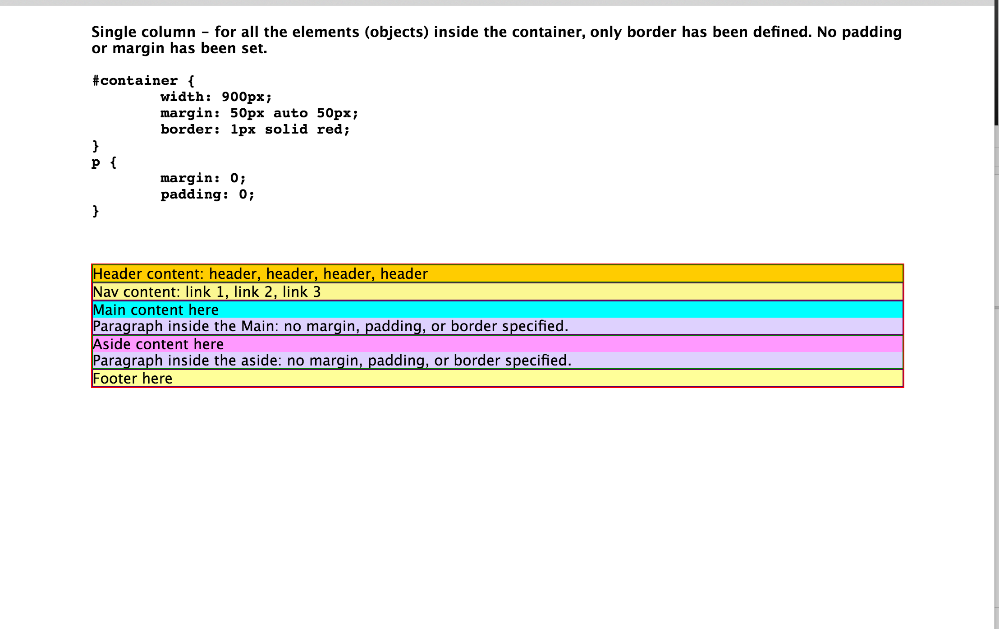 Single column – for all the elements (objects) inside the container, only border has been defined. No padding
or margin has been set.
#container {
width: 900px;
margin: 50px auto 50px;
border: 1px solid red;
}
p {
margin: 0;
padding: 0;
}
Header content: header, header, header, header
Nav content: link 1, link 2, link 3
Main content here
Paragraph inside the Main: no margin, padding, or border specified.
Aside content here
Paragraph inside the aside: no margin, padding, or border specified.
Footer here